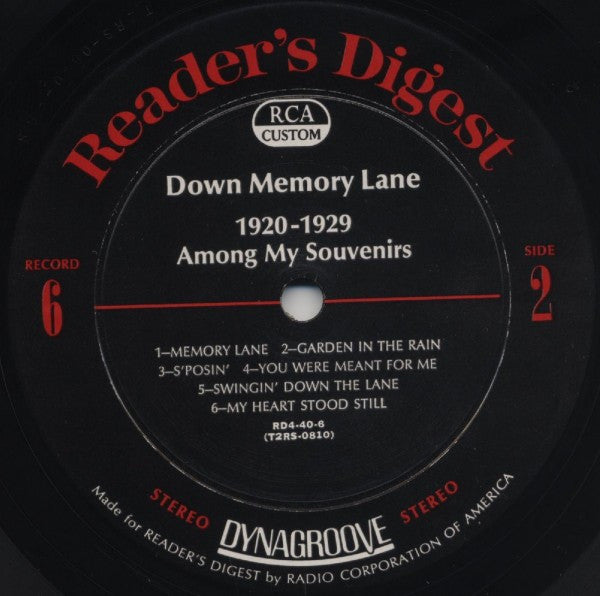 Reader's Digest
RCA
CUSTOM
Down Memory Lane
1920-1929
Among My Souvenirs
RECORD
6
SIDE
2
1—MEMORY LANE 2—GARDEN IN THE RAIN
3—S'POSIN' 4—YOU WERE MEANT FOR ME
5—SWINGIN' DOWN THE LANE
6—MY HEART STOOD STILL
RD4-40-6
(T2RS-0810)
STEREO
DYNAGROOVE
STEREO
Made for READER'S DIGEST by RADIO CORPORATION OF AMERICA